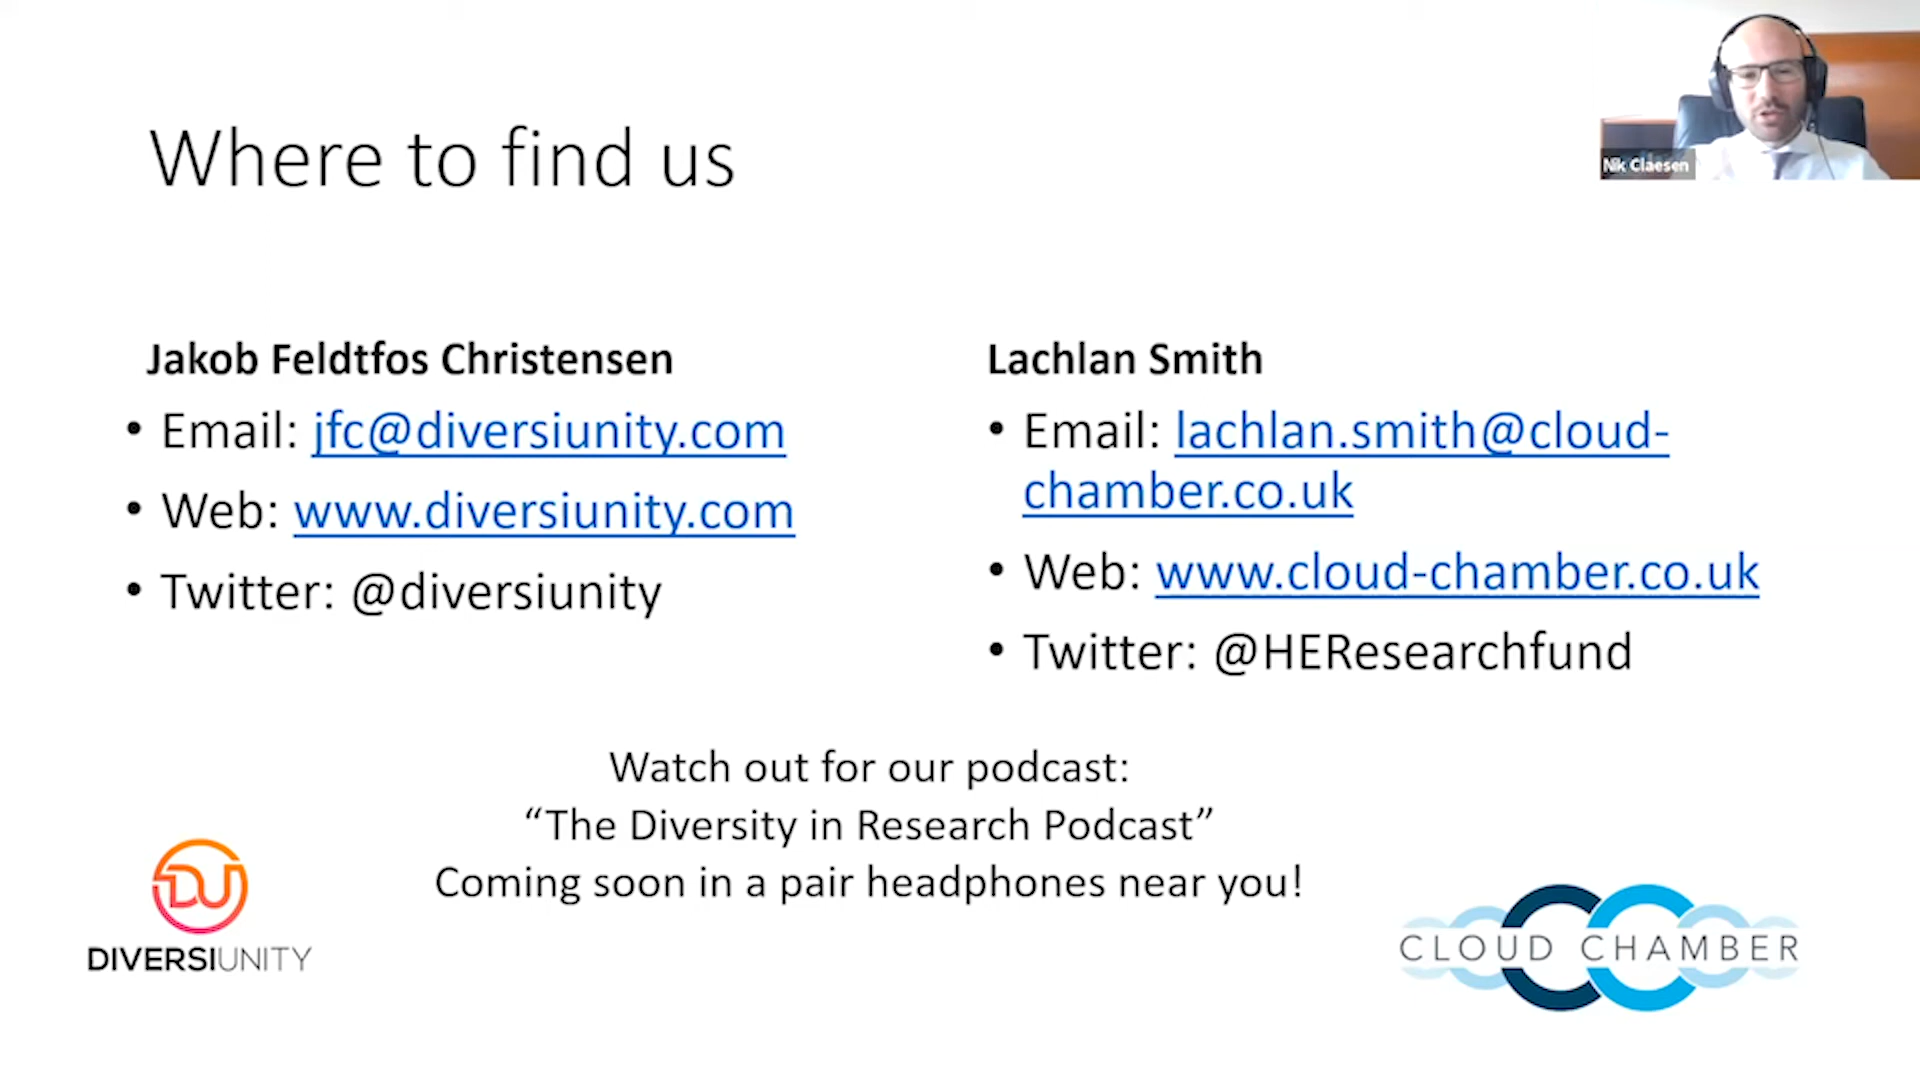 Where to find us
Nik Claesen
Jakob Feldtfos Christensen
• Email: jfc@diversiunity.com
• Web: www.diversiunity.com
• Twitter: @diversiunity
Lachlan Smith
• Email: lachlan.smith@cloud-
chamber.co.uk
• Web: www.cloud-chamber.co.uk
• Twitter: @HEResearchfund
Watch out for our podcast:
“The Diversity in Research Podcast”
Coming soon in a pair headphones near you!
DU
DIVERSIUNITY
CLOUD CHAMBER